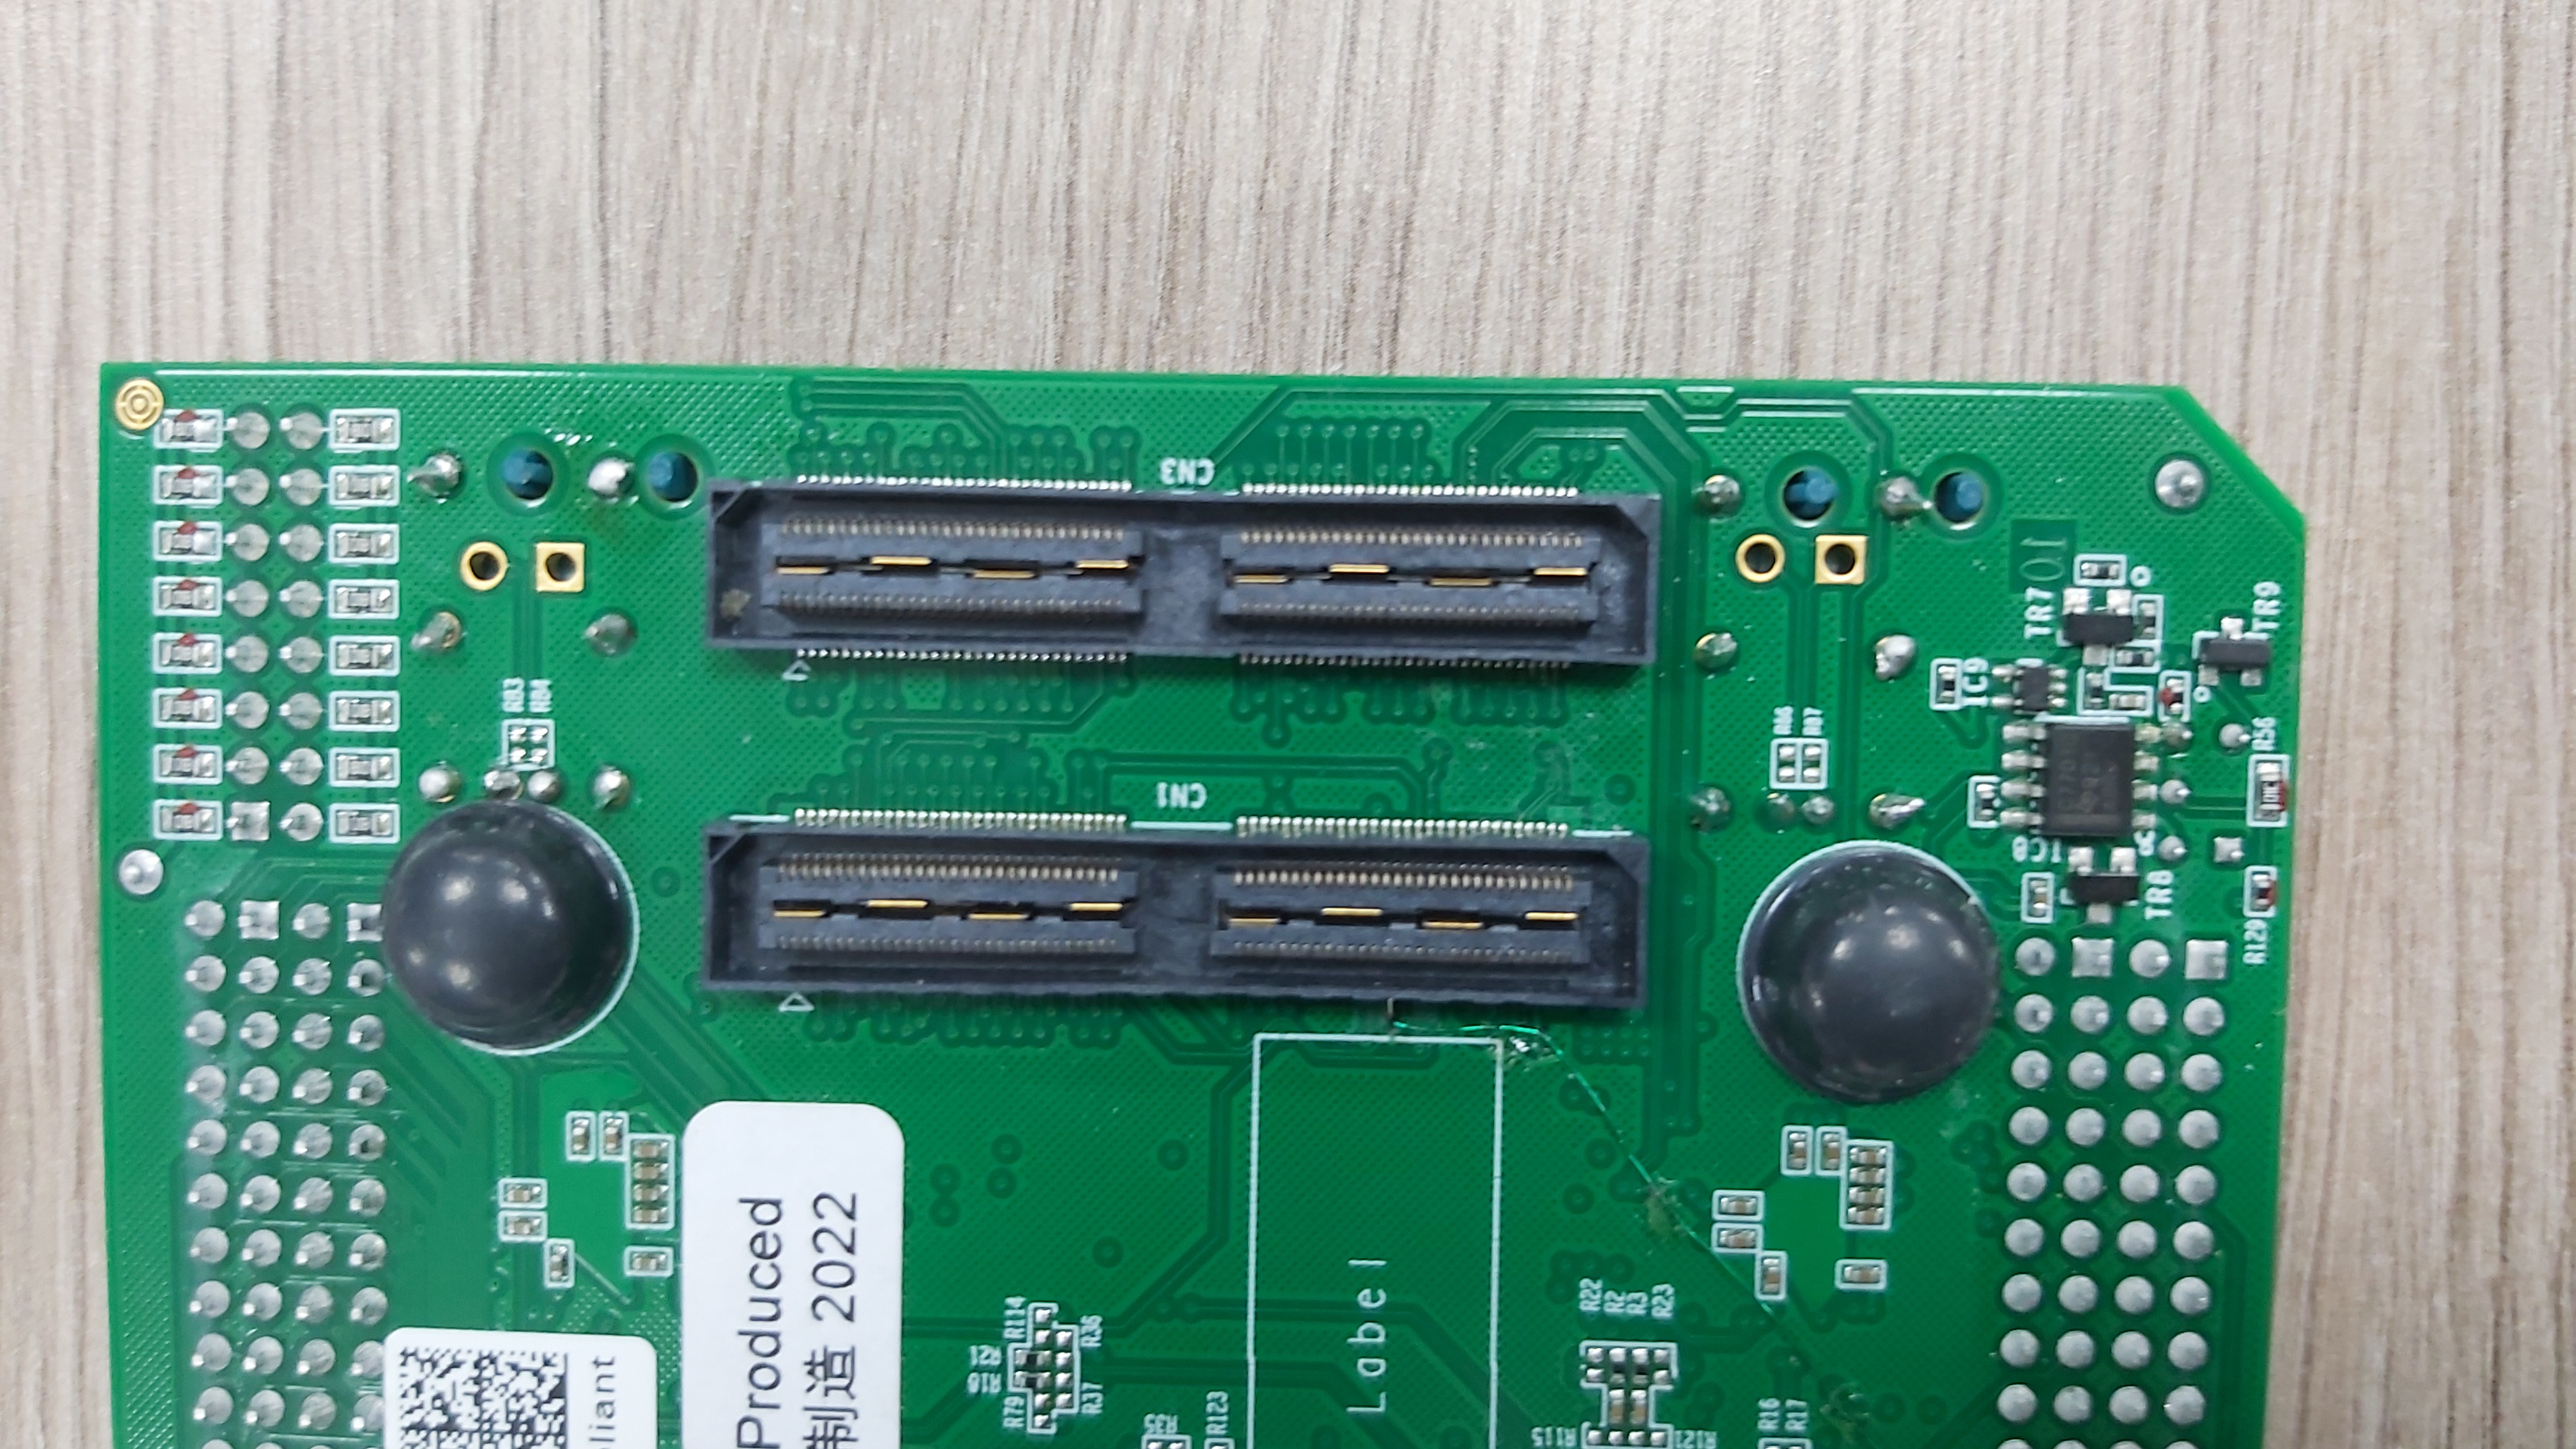 R83
R84
pliant
Produced
制造 2022
R18
R21
R79
R114
R37
R36
R35
CN1
CN3
R123
Label
R115
R22
R2
R3
R23
R121
R16
R17
R86
R87
IC9
IC8
TR7
10
TR8
R129
R56
TR9